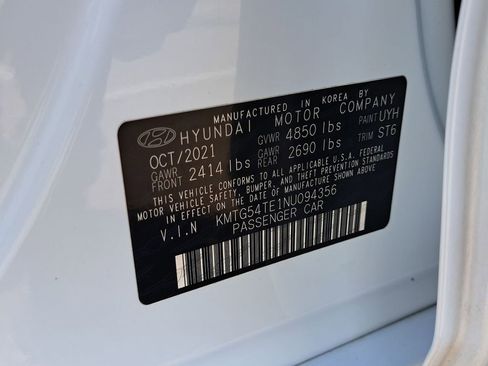 MANUFACTURED IN KOREA BY
HYUNDAI MOTOR COMPANY
OCT/2021 GVWR 4850 lbs PAINT UYH
GAWR FRONT 2414 lbs GAWR REAR 2690 lbs TRIM ST6
THIS VEHICLE CONFORMS TO ALL APPLICABLE U.S.A. FEDERAL
MOTOR VEHICLE SAFETY, BUMPER, AND THEFT PREVENTION STANDARDS
IN EFFECT ON THE DATE OF MANUFACTURE SHOWN ABOVE.
V.I.N KMTG54TE1NU094356
PASSENGER CAR